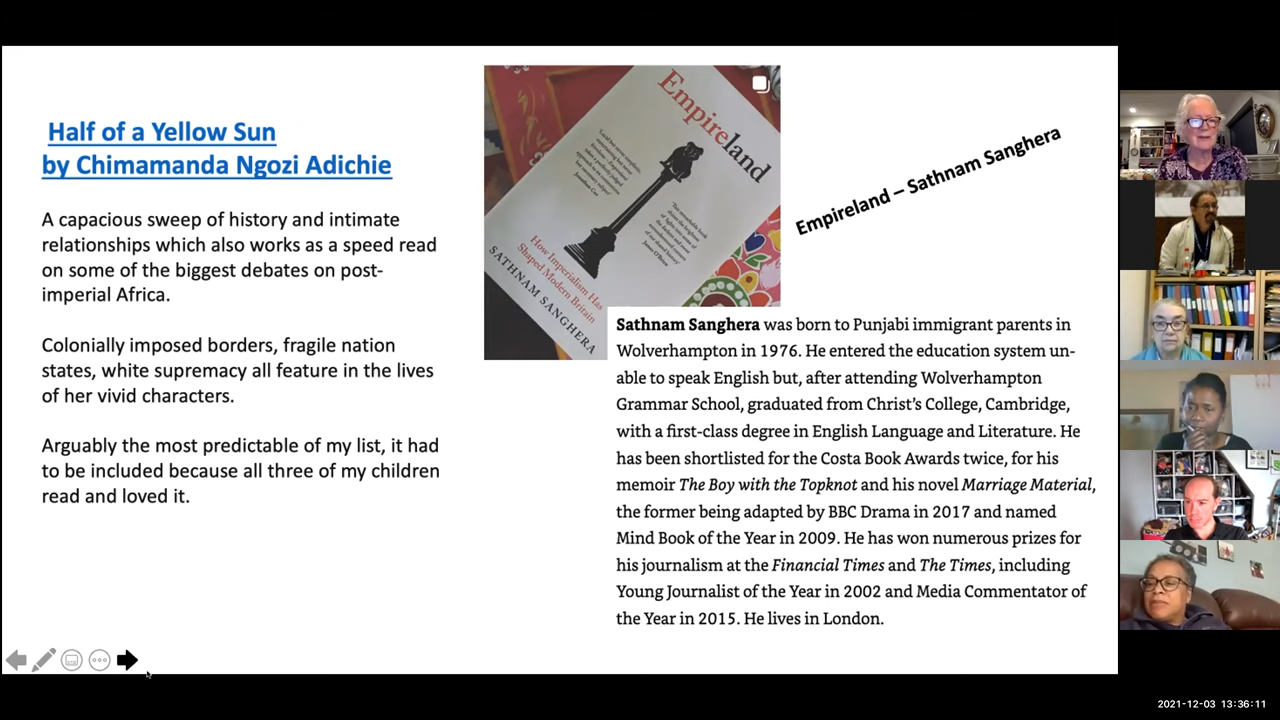 Half of a Yellow Sun
by Chimamanda Ngozi Adichie
A capacious sweep of history and intimate
relationships which also works as a speed read
on some of the biggest debates on post-
imperial Africa.
Colonially imposed borders, fragile nation
states, white supremacy all feature in the lives
of her vivid characters.
Arguably the most predictable of my list, it had
to be included because all three of my children
read and loved it.
Empireland
How Imperialism Has
Shaped Modern Britain
SATHNAM SANGHERA
Empireland – Sathnam Sanghera
Sathnam Sanghera was born to Punjabi immigrant parents in
Wolverhampton in 1976. He entered the education system un-
able to speak English but, after attending Wolverhampton
Grammar School, graduated from Christ's College, Cambridge,
with a first-class degree in English Language and Literature. He
has been shortlisted for the Costa Book Awards twice, for his
memoir The Boy with the Topknot and his novel Marriage Material,
the former being adapted by BBC Drama in 2017 and named
Mind Book of the Year in 2009. He has won numerous prizes for
his journalism at the Financial Times and The Times, including
Young Journalist of the Year in 2002 and Media Commentator of
the Year in 2015. He lives in London.
2021-12-03 13:36:11